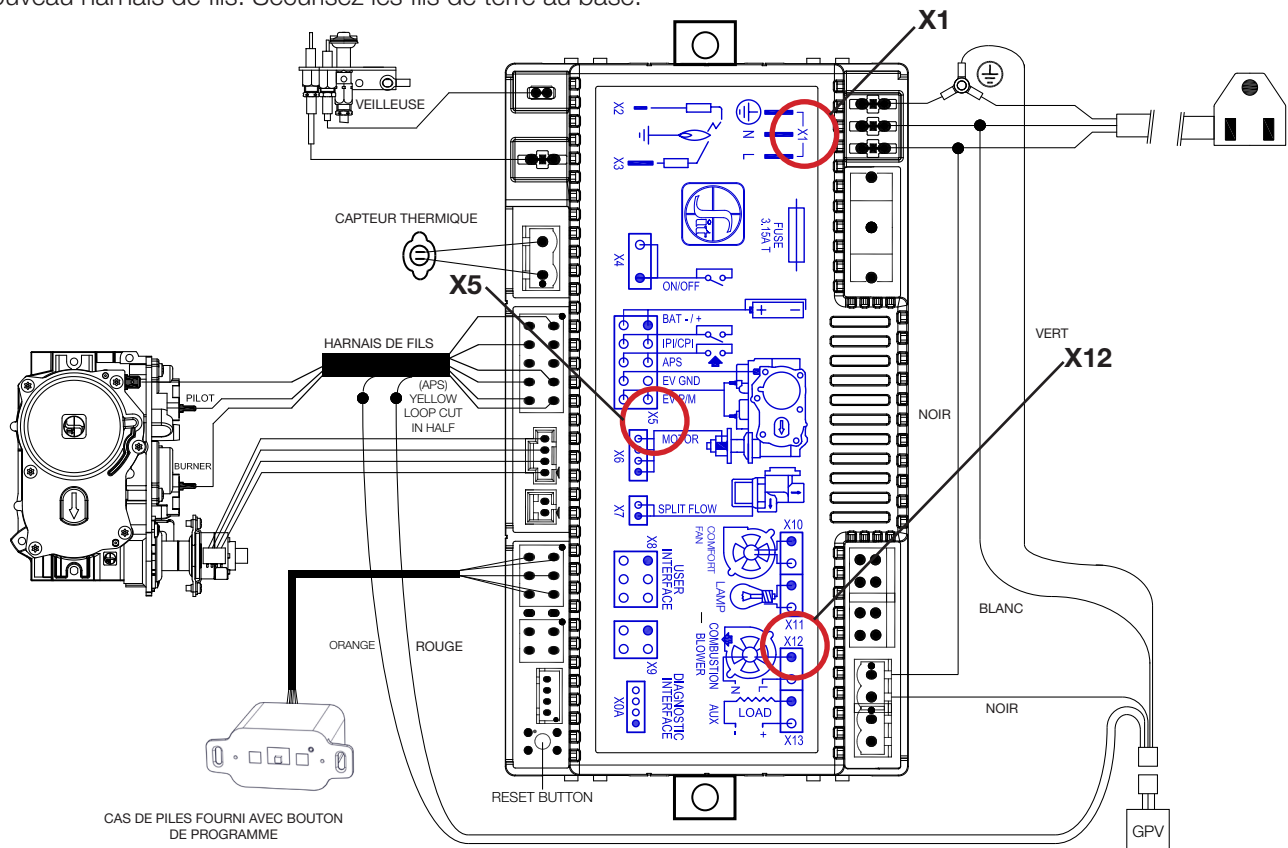 ouveau harnais de fils. Sécurisez les fils de terre au base.
X1
VEILLEUSE
X2
X3
X1
N
L
CAPTEUR THERMIQUE
FUSE
3.15A T
X4
ON/OFF
X5
BAT - / +
IPI/CPI
APS
EV GND
EV P/M
X5
HARNAIS DE FILS
(APS)
YELLOW
LOOP CUT
IN HALF
PILOT
BURNER
VERT
X12
NOIR
MOTOR
X6
SPLIT FLOW
X7
X10
COMFORT
FAN
X8
USER
INTERFACE
LAMP
X11
X12
COMBUSTION
BLOWER
N
L
X9
DIAGNOSTIC
INTERFACE
X0A
AUX
LOAD
- +
X13
BLANC
ORANGE
ROUGE
NOIR
RESET BUTTON
CAS DE PILES FOURNI AVEC BOUTON
DE PROGRAMME
GPV